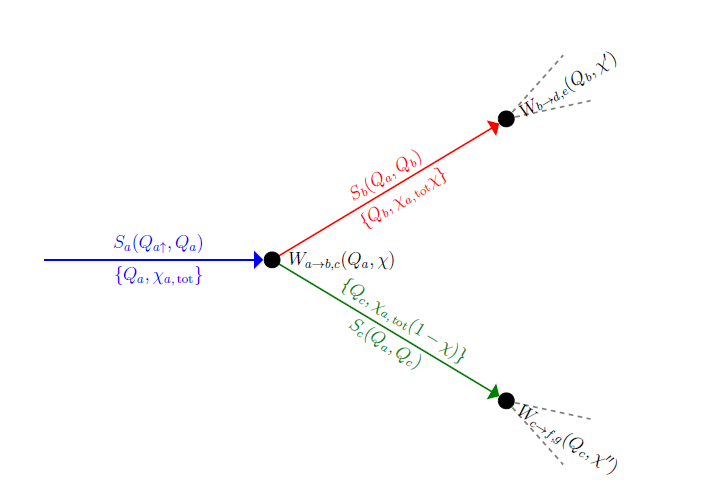 W_{b→d,e}(Q_b, χ′)
S_b(Q_a, Q_b)
{Q_b, χ_{a,tot}χ}
S_a(Q_{a↑}, Q_a)
{Q_a, χ_{a,tot}}
W_{a→b,c}(Q_a, χ)
{Q_c, χ_{a,tot}(1 − χ)}
S_c(Q_a, Q_c)
W_{c→f,g}(Q_c, χ″)